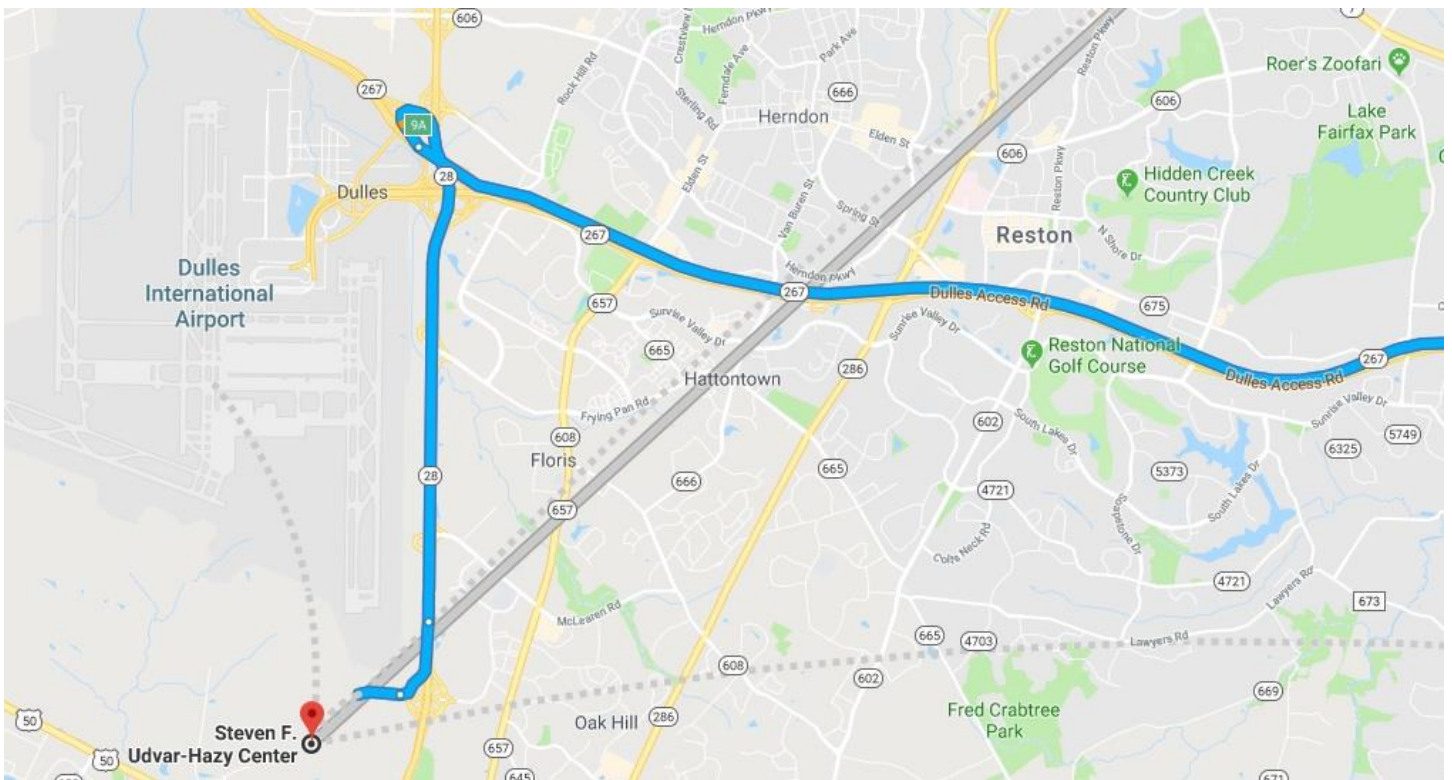 606
Herndon Pkwy
Crestview
Rock Hill Rd
Ferndale Ave
Park Ave
Reston Pkwy
7
Roer's Zoofari
267
Sterling Rd
666
Herndon
606
Lake
Fairfax Park
9A
Elden St
606
Reston Pkwy
Hidden Creek
Country Club
28
Dulles
Elden St
Van Buren St
Spring St
267
Reston
N Shore Dr
Dulles
International
Airport
Herndon Pkwy
267
Dulles Access Rd
657
675
Sunrise Valley Dr
Sunrise Valley Dr
665
Reston National
Golf Course
286
267
Hattontown
Dulles Access Rd
Frying Pan Rd
602
South Lakes Dr
Sunrise Valley Dr
608
5749
6325
Floris
28
665
5373
666
4721
South Lakes Dr
657
Soapstone Dr
Colts Neck Rd
4721
Lawyers Rd
673
McLearen Rd
665
4703
Lawyers Rd
608
602
669
Fred Crabtree
Park
50
Steven F.
Udvar-Hazy Center
Oak Hill
286
50
657
645
671